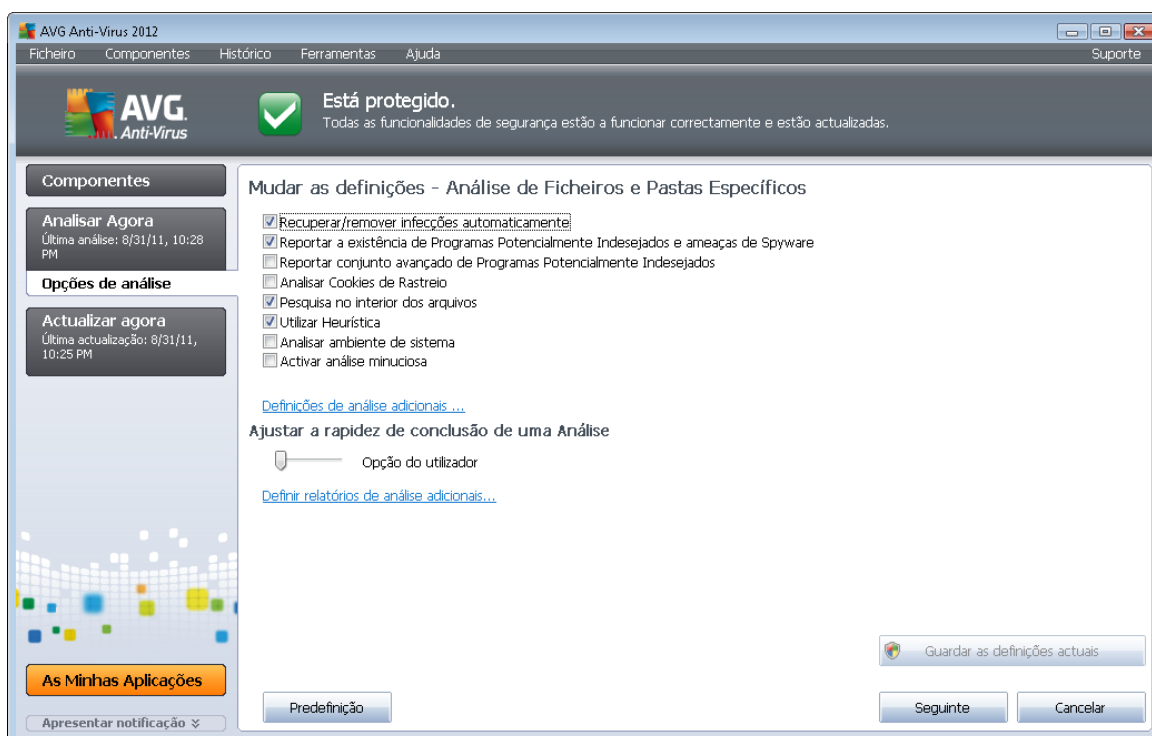 AVG Anti-Virus 2012
Ficheiro Componentes Histórico Ferramentas Ajuda Suporte
AVG.
Anti-Virus
Está protegido.
Todas as funcionalidades de segurança estão a funcionar correctamente e estão actualizadas.
Componentes
Analisar Agora
Última análise: 8/31/11, 10:28
PM
Opções de análise
Actualizar agora
Última actualização: 8/31/11,
10:25 PM
As Minhas Aplicações
Apresentar notificação
Mudar as definições - Análise de Ficheiros e Pastas Específicos
Recuperar/remover infecções automaticamente
Reportar a existência de Programas Potencialmente Indesejados e ameaças de Spyware
Reportar conjunto avançado de Programas Potencialmente Indesejados
Analisar Cookies de Rastreio
Pesquisa no interior dos arquivos
Utilizar Heurística
Analisar ambiente de sistema
Activar análise minuciosa
Definições de análise adicionais ...
Ajustar a rapidez de conclusão de uma Análise
Opção do utilizador
Definir relatórios de análise adicionais...
Guardar as definições actuais
Predefinição
Seguinte
Cancelar